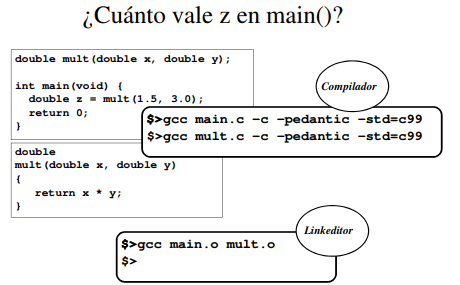 ¿Cuánto vale z en main()?
double mult(double x, double y);
int main(void) {
double z = mult(1.5, 3.0);
return 0;
}
Compilador
$>gcc main.c -c -pedantic -std=c99
$>gcc mult.c -c -pedantic -std=c99
double
mult(double x, double y)
{
return x * y;
}
Linkeditor
$>gcc main.o mult.o
$>